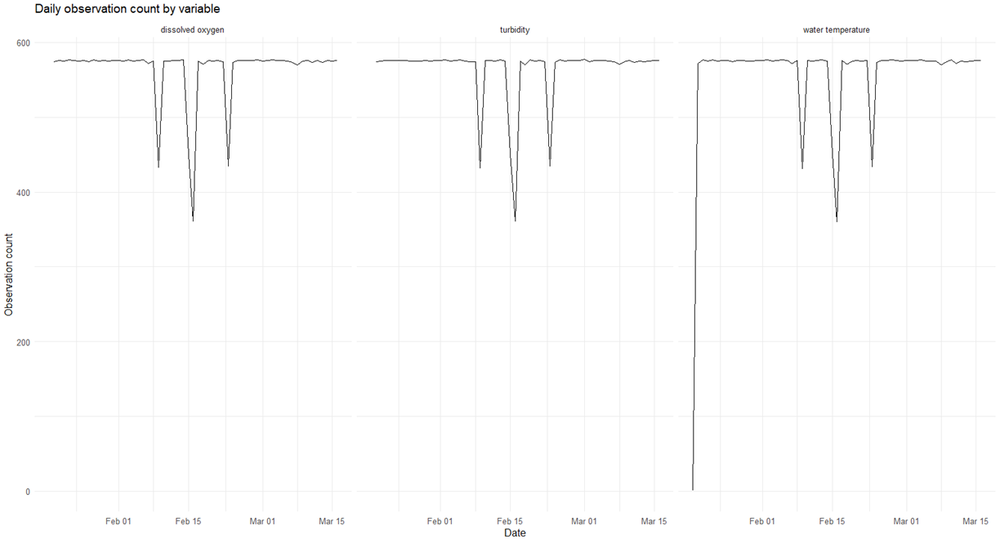 Daily observation count by variable
dissolved oxygen
turbidity
water temperature
600
400
200
0
Observation count
Feb 01
Feb 15
Mar 01
Mar 15
Feb 01
Feb 15
Mar 01
Mar 15
Feb 01
Feb 15
Mar 01
Mar 15
Date